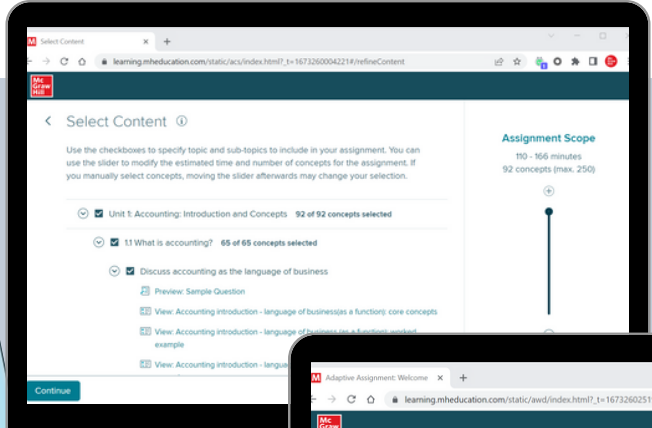 M Select Content × +
learning.mheducation.com/static/acs/index.html?_t=1673260004221#/refineContent
Mc
Graw
Hill
Select Content
Use the checkboxes to specify topic and sub-topics to include in your assignment. You can
use the slider to modify the estimated time and number of concepts for the assignment. If
you manually select concepts, moving the slider afterwards may change your selection.
Unit 1: Accounting: Introduction and Concepts 92 of 92 concepts selected
1.1 What is accounting? 65 of 65 concepts selected
Discuss accounting as the language of business
Preview: Sample Question
View: Accounting introduction - language of business(as a function): core concepts
View: Accounting introduction - language of business (as a function): worked
example
View: Accounting introduction - langua
Continue
Assignment Scope
110 - 166 minutes
92 concepts (max. 250)
M Adaptive Assignment: Welcome × +
learning.mheducation.com/static/awd/index.html?_t=1673260251
Mc
Graw